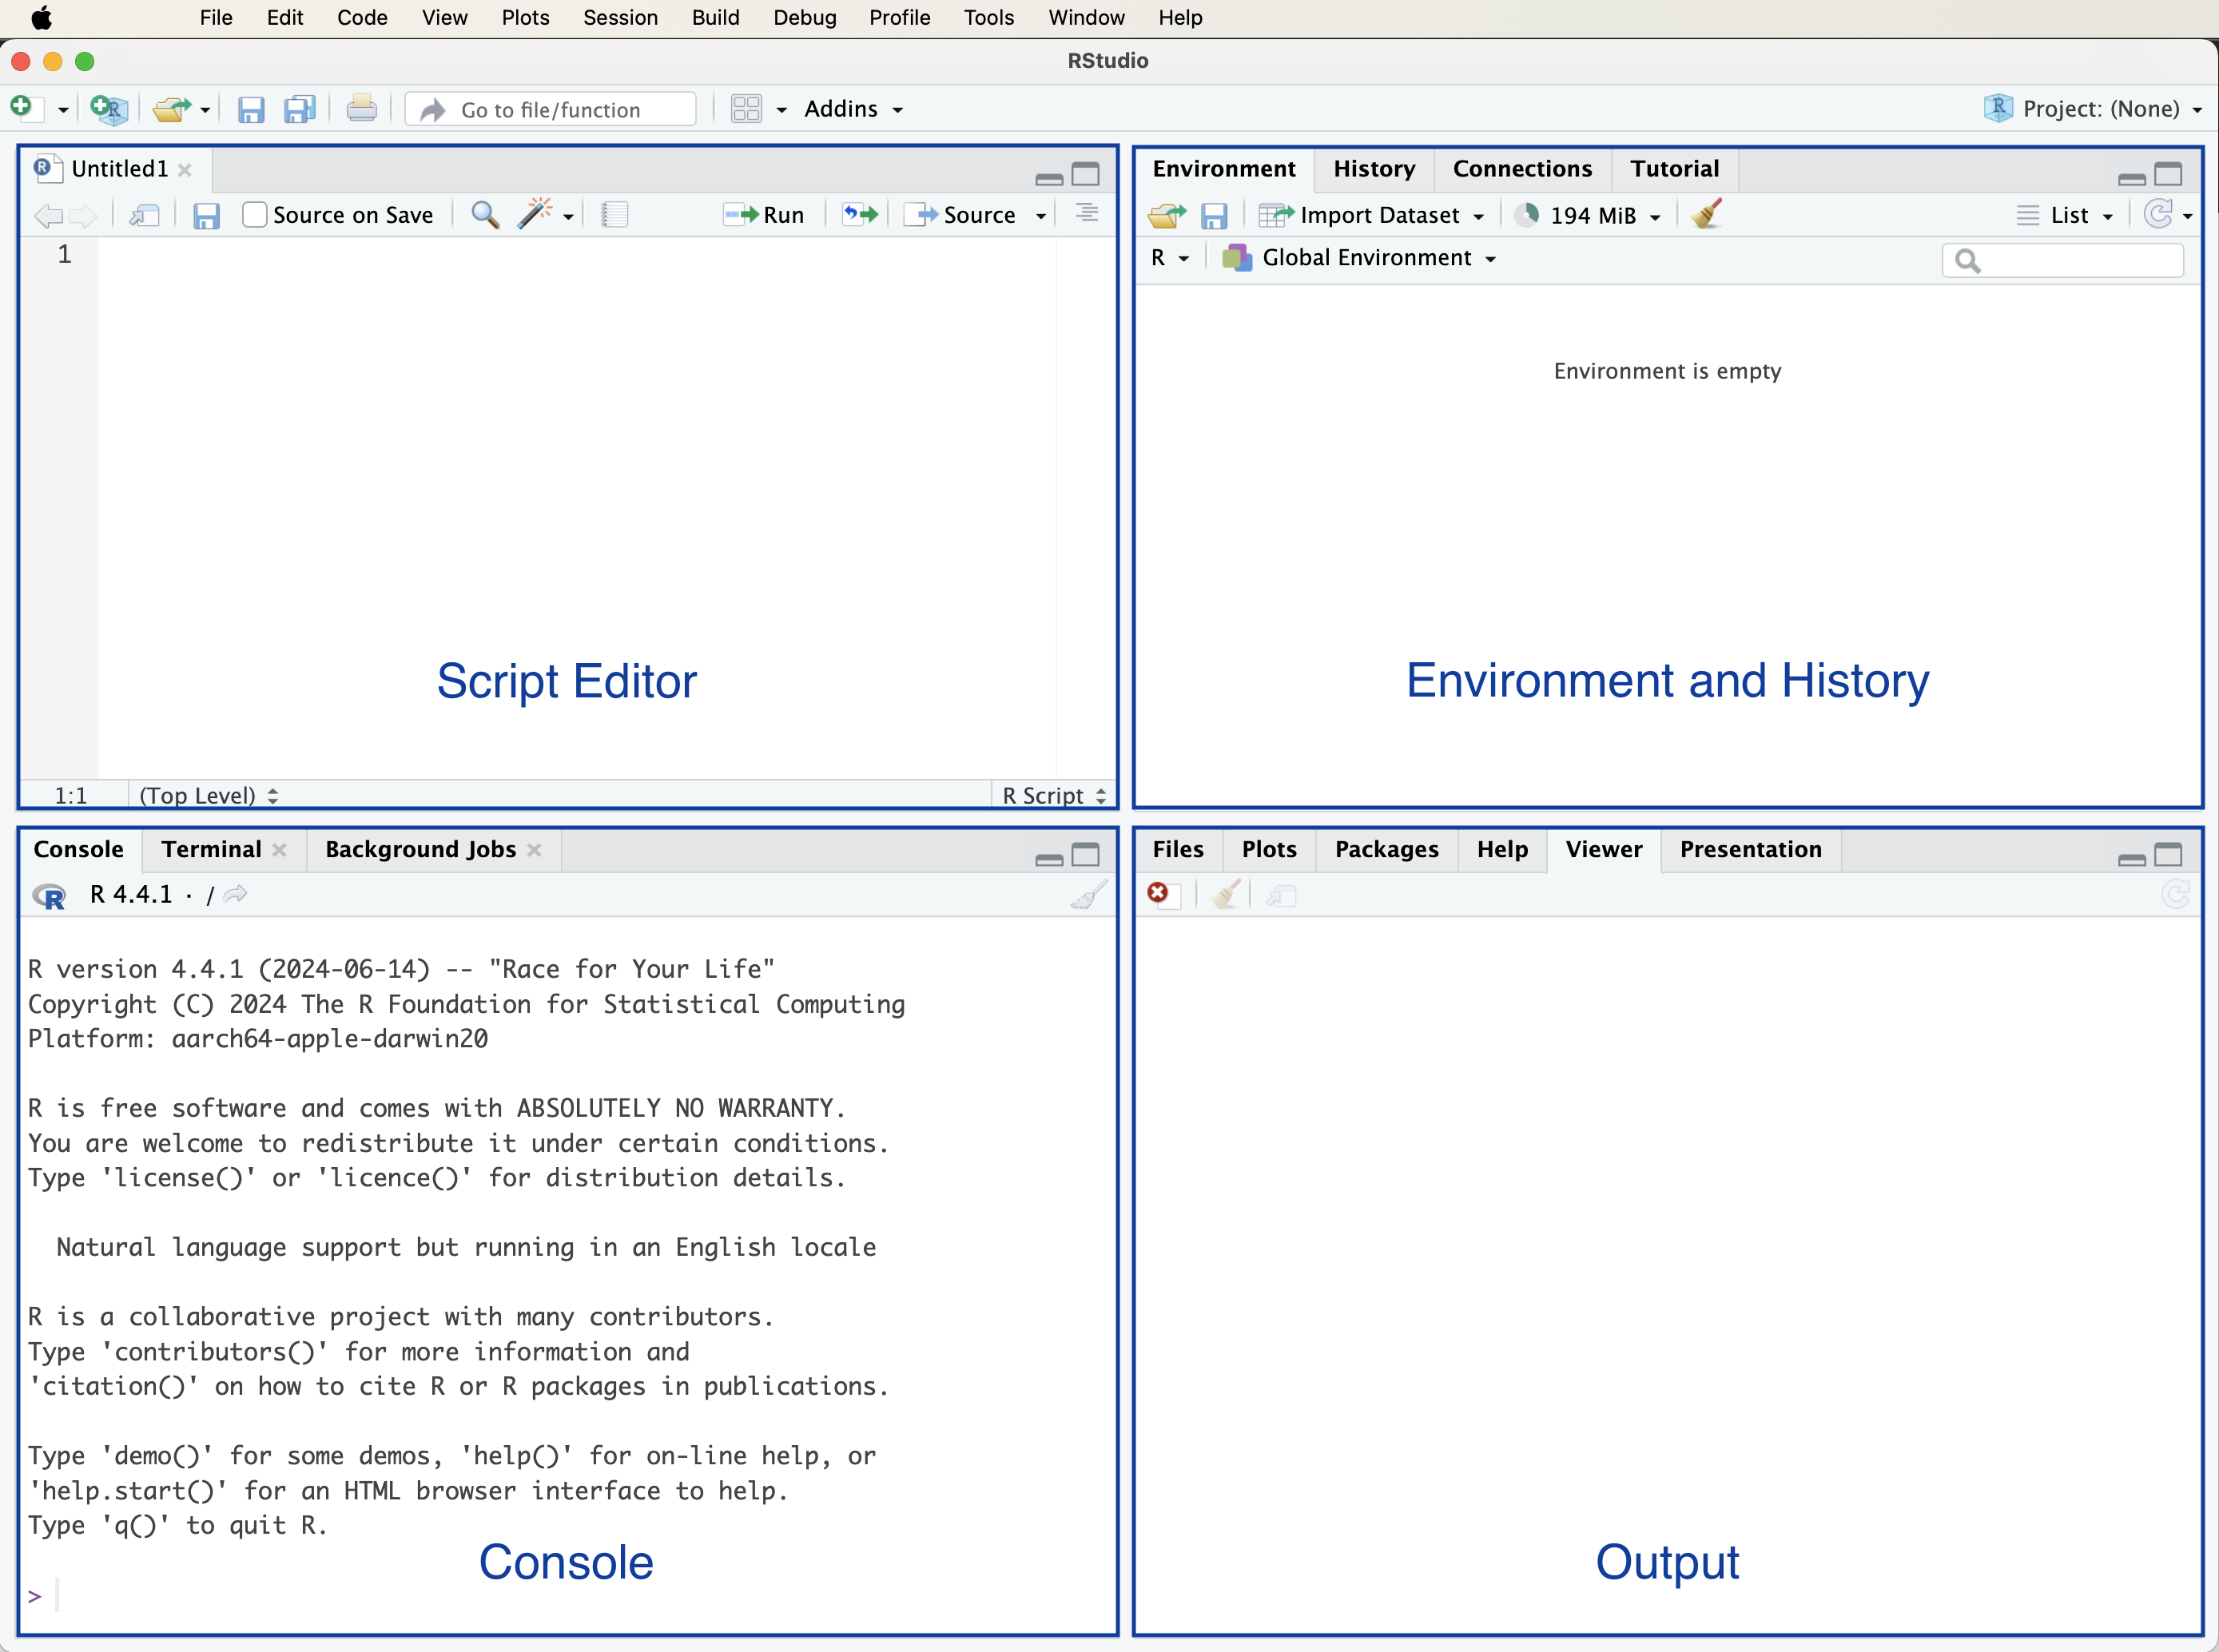 File Edit Code View Plots Session Build Debug Profile Tools Window Help
RStudio
Go to file/function Addins Project: (None)
Untitled1
Source on Save Run Source
1
Script Editor
1:1 (Top Level) R Script
Environment History Connections Tutorial
Import Dataset 194 MiB List
R Global Environment
Environment is empty
Environment and History
Console Terminal Background Jobs
R 4.4.1 · /
R version 4.4.1 (2024-06-14) -- "Race for Your Life"
Copyright (C) 2024 The R Foundation for Statistical Computing
Platform: aarch64-apple-darwin20
R is free software and comes with ABSOLUTELY NO WARRANTY.
You are welcome to redistribute it under certain conditions.
Type 'license()' or 'licence()' for distribution details.
Natural language support but running in an English locale
R is a collaborative project with many contributors.
Type 'contributors()' for more information and
'citation()' on how to cite R or R packages in publications.
Type 'demo()' for some demos, 'help()' for on-line help, or
'help.start()' for an HTML browser interface to help.
Type 'q()' to quit R.
Console
>
Files Plots Packages Help Viewer Presentation
Output